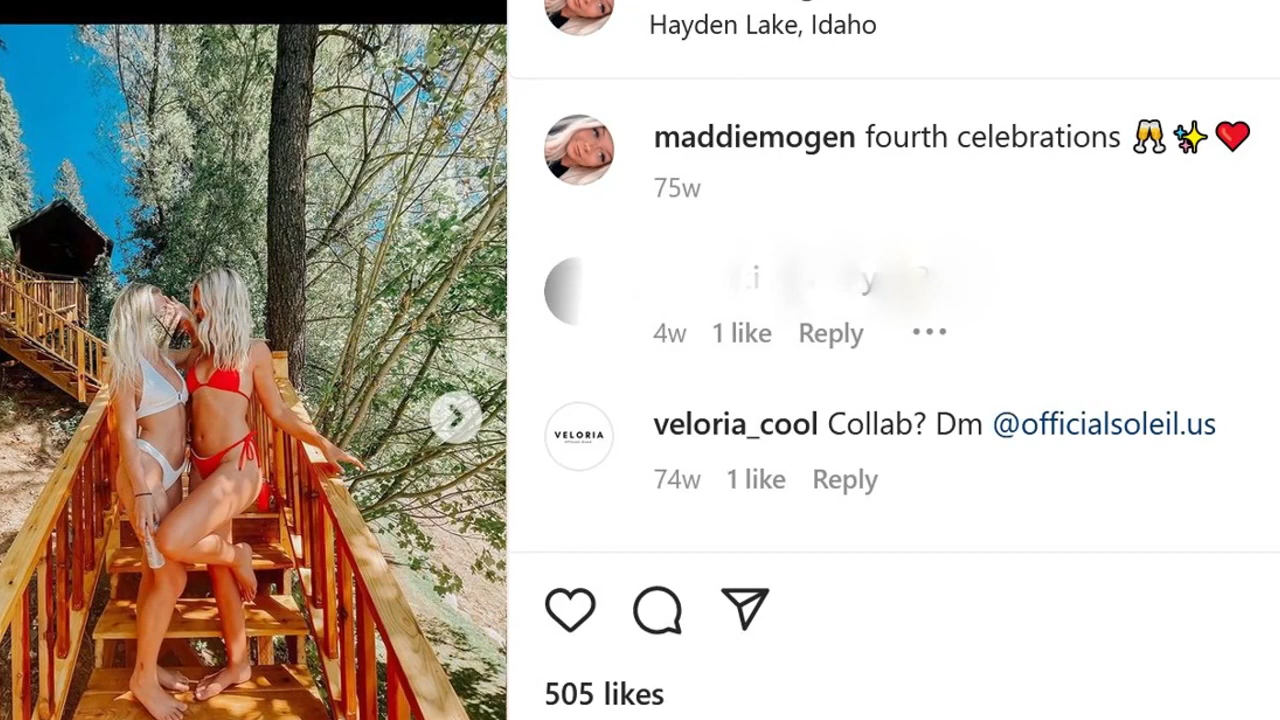 Hayden Lake, Idaho
maddiemogen fourth celebrations 🥂✨❤️
75w
4w 1 like Reply •••
VELORIA
veloria_cool Collab? Dm @officialsoleil.us
74w 1 like Reply
505 likes